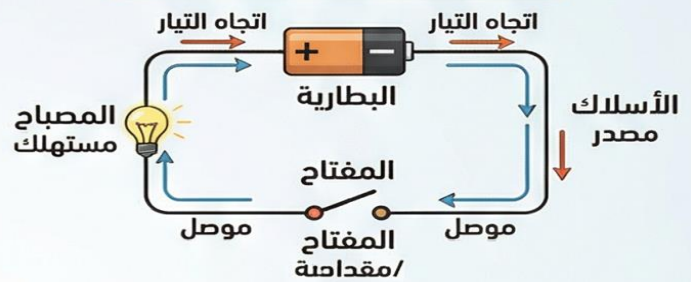 اتجاه التيار
اتجاه التيار
+
−
البطارية
الأسلاك
مصدر
المصباح
مستهلك
المفتاح
موصل
موصل
المفتاح
/مقداحية